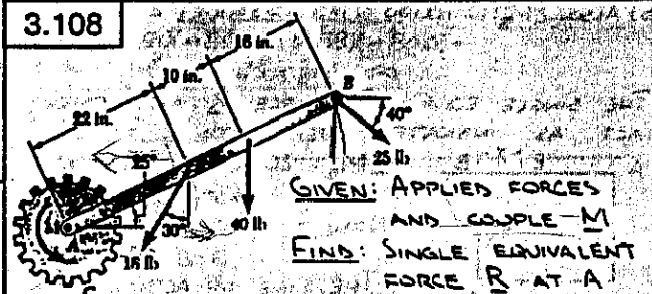 3.108
16 in.
10 in.
B
40°
22 in.
25 lb
25°
GIVEN: APPLIED FORCES
AND COUPLE M
30°
40 lb
A
FIND: SINGLE EQUIVALENT
15 lb
FORCE R AT A